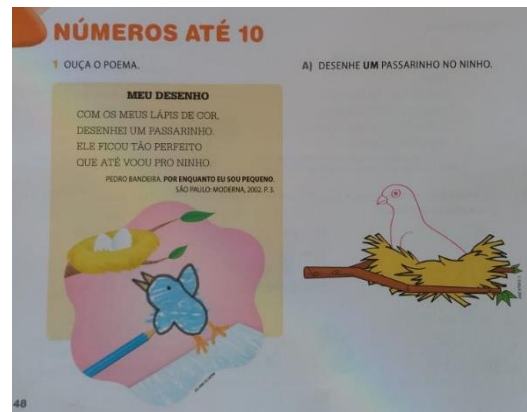 NÚMEROS ATÉ 10
1 OUÇA O POEMA.
MEU DESENHO
COM OS MEUS LÁPIS DE COR,
DESENHEI UM PASSARINHO.
ELE FICOU TÃO PERFEITO
QUE ATÉ VOOU PRO NINHO.
PEDRO BANDEIRA. POR ENQUANTO EU SOU PEQUENO.
SÃO PAULO: MODERNA, 2002. P. 3.
A) DESENHE UM PASSARINHO NO NINHO.
48